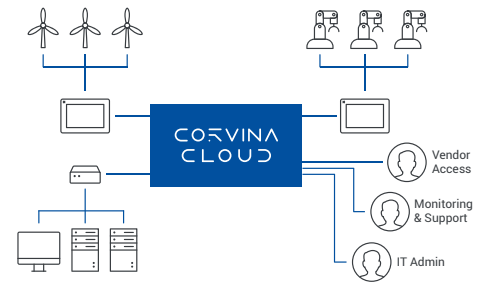 CORVINA
CLOUD
Vendor
Access
Monitoring
& Support
IT Admin